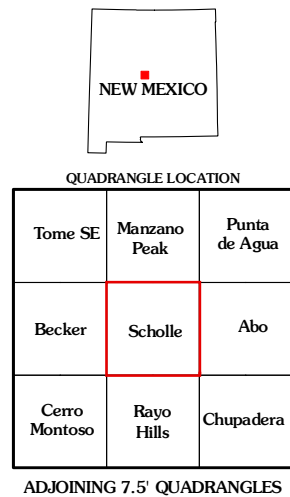 NEW MEXICO
QUADRANGLE LOCATION
Tome SE
Manzano
Peak
Punta
de Agua
Becker
Scholle
Abo
Cerro
Montoso
Rayo
Hills
Chupadera
ADJOINING 7.5' QUADRANGLES